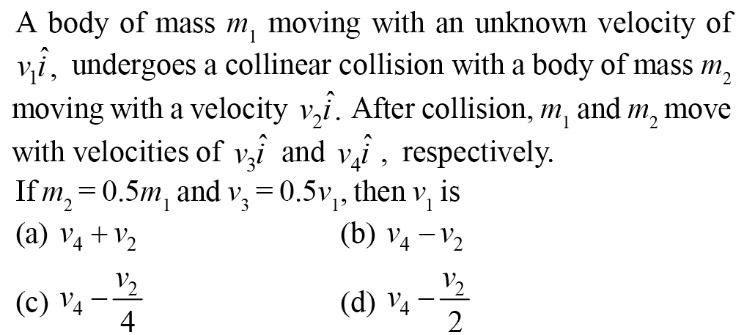 A body of mass m₁ moving with an unknown velocity of
v₁î, undergoes a collinear collision with a body of mass m₂
moving with a velocity v₂î. After collision, m₁ and m₂ move
with velocities of v₃î and v₄î , respectively.
If m₂ = 0.5m₁ and v₃ = 0.5v₁, then v₁ is
(a) v₄ + v₂ (b) v₄ – v₂
(c) v₄ – v₂/4 (d) v₄ – v₂/2